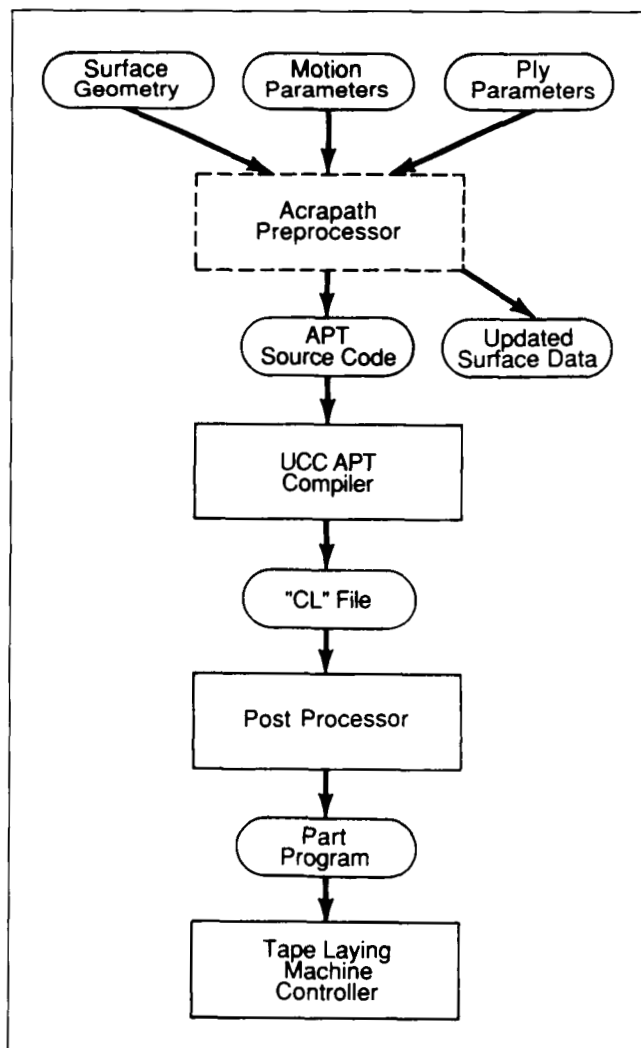 Surface
Geometry
Motion
Parameters
Ply
Parameters
Acrapath
Preprocessor
APT
Source Code
Updated
Surface Data
UCC APT
Compiler
"CL" File
Post Processor
Part
Program
Tape Laying
Machine
Controller